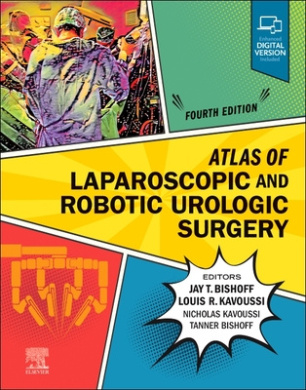 Enhanced
DIGITAL
VERSION
Included
FOURTH EDITION
ATLAS OF
LAPAROSCOPIC AND
ROBOTIC UROLOGIC
SURGERY
EDITORS
JAY T. BISHOFF
LOUIS R. KAVOUSSI
NICHOLAS KAVOUSSI
TANNER BISHOFF
ELSEVIER